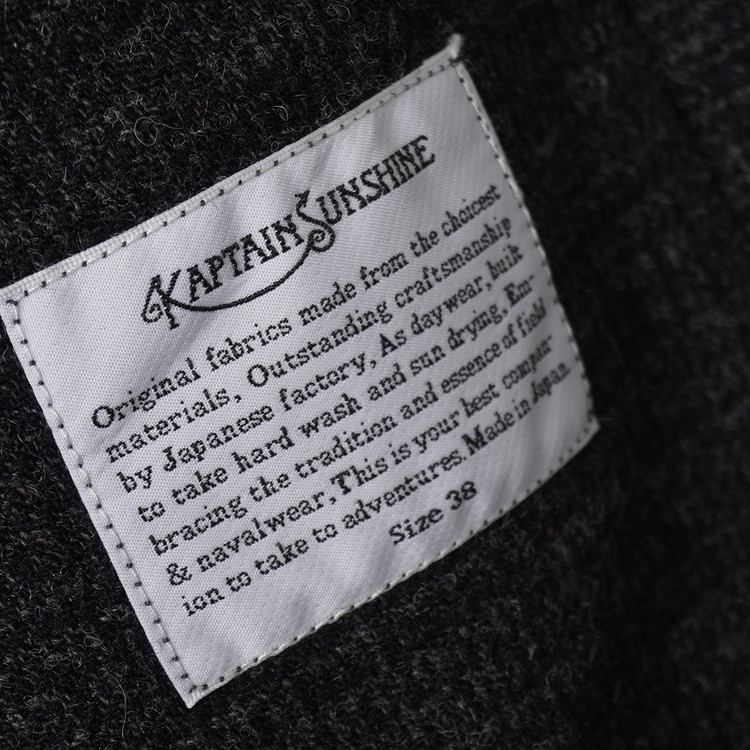 KAPTAIN SUNSHINE
Original fabrics made from the choicest
materials, Outstanding craftsmanship
by Japanese factory, As daywear, built
to take hard wash and sun drying, Em-
bracing the tradition and essence of field
& navalwear, This is your best compan
ion to take to adventures. Made in Japan.
Size 38